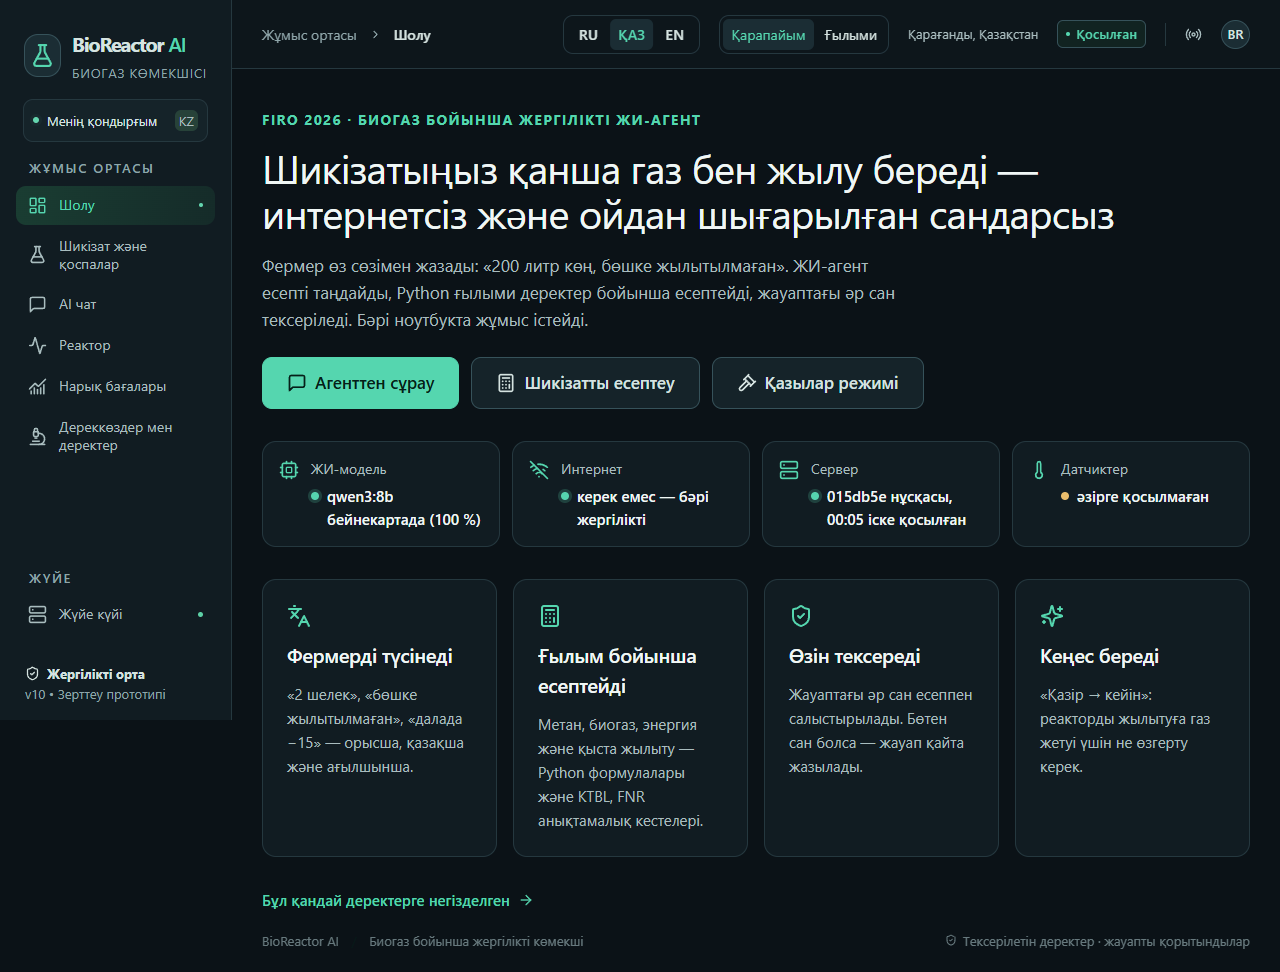 BioReactor AI
БИОГАЗ КӨМЕКШІСІ
Менің қондырғым KZ
ЖҰМЫС ОРТАСЫ
Шолу
Шикізат және
қоспалар
AI чат
Реактор
Нарық бағалары
Дереккөздер мен
деректер
ЖҮЙЕ
Жүйе күйі
Жергілікті орта
v10 • Зерттеу прототипі
Жұмыс ортасы > Шолу
RU ҚАЗ EN
Қарапайым Ғылыми
Қарағанды, Қазақстан
• Қосылған
BR
FIRO 2026 · БИОГАЗ БОЙЫНША ЖЕРГІЛІКТІ ЖИ-АГЕНТ
Шикізатыңыз қанша газ бен жылу береді —
интернетсіз және ойдан шығарылған сандарсыз
Фермер өз сөзімен жазады: «200 литр көң, бөшке жылытылмаған». ЖИ-агент
есепті таңдайды, Python ғылыми деректер бойынша есептейді, жауаптағы әр сан
тексеріледі. Бәрі ноутбукта жұмыс істейді.
Агенттен сұрау
Шикізатты есептеу
Қазылар режимі
ЖИ-модель
qwen3:8b
бейнекартада (100 %)
Интернет
керек емес — бәрі
жергілікті
Сервер
015db5e нұсқасы,
00:05 іске қосылған
Датчиктер
әзірге қосылмаған
Фермерді түсінеді
«2 шелек», «бөшке
жылытылмаған», «далада
−15» — орысша, қазақша
және ағылшынша.
Ғылым бойынша
есептейді
Метан, биогаз, энергия
және қыста жылыту —
Python формулалары
және KTBL, FNR
анықтамалық кестелері.
Өзін тексереді
Жауаптағы әр сан есеппен
салыстырылады. Бөтен
сан болса — жауап қайта
жазылады.
Кеңес береді
«Қазір → кейін»:
реакторды жылытуға газ
жетуі үшін не өзгерту
керек.
Бұл қандай деректерге негізделген →
BioReactor AI Биогаз бойынша жергілікті көмекші
Тексерілетін деректер · жауапты қорытындылар